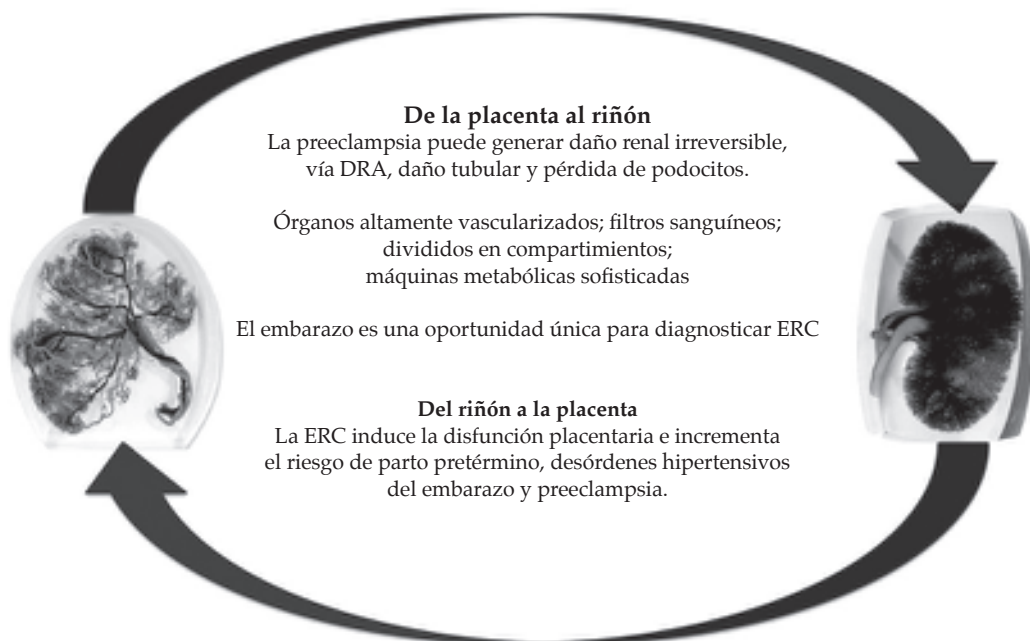 De la placenta al riñón
La preeclampsia puede generar daño renal irreversible,
vía DRA, daño tubular y pérdida de podocitos.
Órganos altamente vascularizados; filtros sanguíneos;
divididos en compartimientos;
máquinas metabólicas sofisticadas
El embarazo es una oportunidad única para diagnosticar ERC
Del riñón a la placenta
La ERC induce la disfunción placentaria e incrementa
el riesgo de parto pretérmino, desórdenes hipertensivos
del embarazo y preeclampsia.